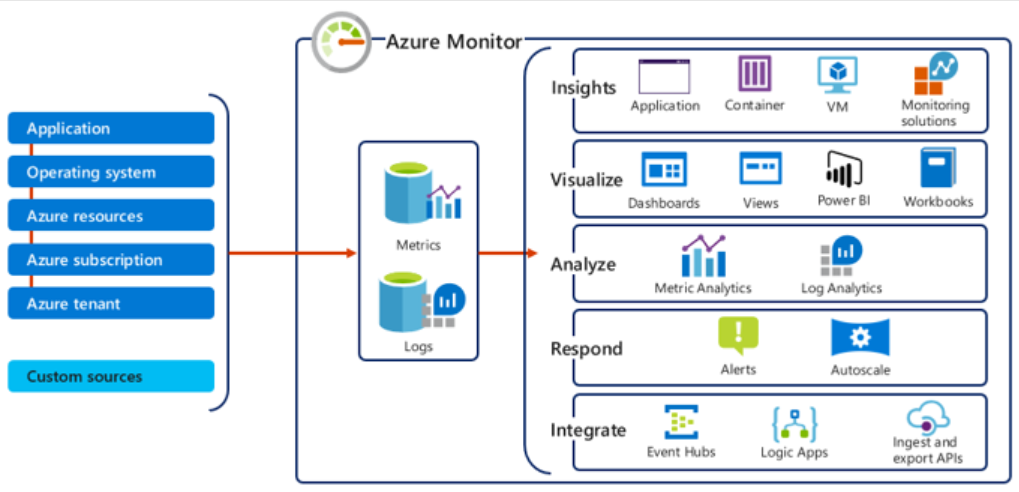 Azure Monitor
Application
Operating system
Azure resources
Azure subscription
Azure tenant
Custom sources
Metrics
Logs
Insights
Application
Container
VM
Monitoring
solutions
Visualize
Dashboards
Views
Power BI
Workbooks
Analyze
Metric Analytics
Log Analytics
Respond
Alerts
Autoscale
Integrate
Event Hubs
Logic Apps
Ingest and
export APIs